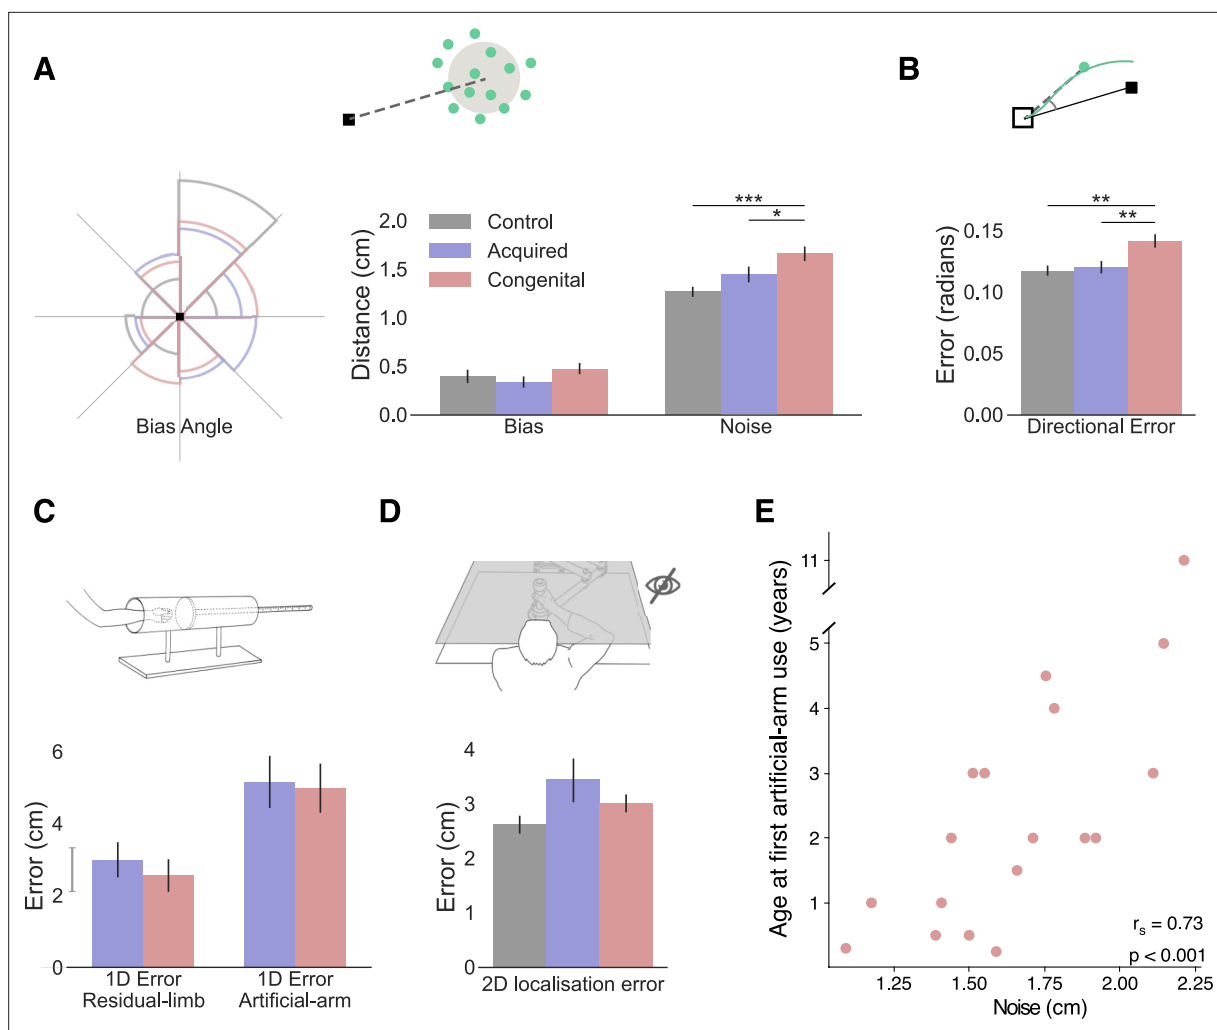 A
B
Bias Angle
Distance (cm)
2.0
1.5
1.0
0.5
0.0
Control
Acquired
Congenital
***
*
Bias
Noise
Error (radians)
0.15
0.10
0.05
0.00
**
**
Directional Error
C
D
E
Error (cm)
6
4
2
0
1D Error
Residual-limb
1D Error
Artificial-arm
Error (cm)
4
3
2
1
0
2D localisation error
Age at first artificial-arm use (years)
11
5
4
3
2
1
rs = 0.73
p < 0.001
1.25
1.50
1.75
2.00
2.25
Noise (cm)